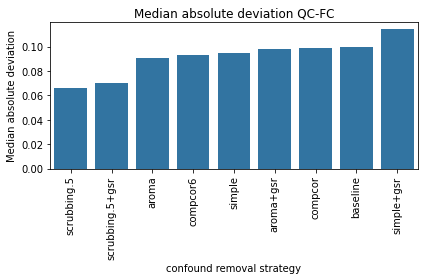 Median absolute deviation QC-FC
Median absolute deviation
0.10
0.08
0.06
0.04
0.02
0.00
scrubbing.5
scrubbing.5+gsr
aroma
compcor6
simple
aroma+gsr
compcor
baseline
simple+gsr
confound removal strategy